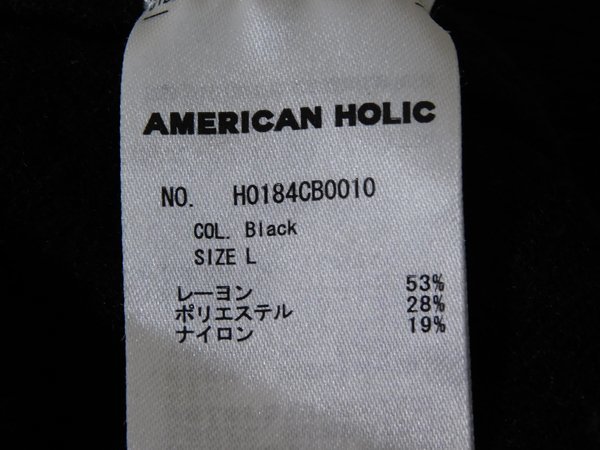 AMERICAN HOLIC
NO. H0184CB0010
COL. Black
SIZE L
レーヨン 53%
ポリエステル 28%
ナイロン 19%